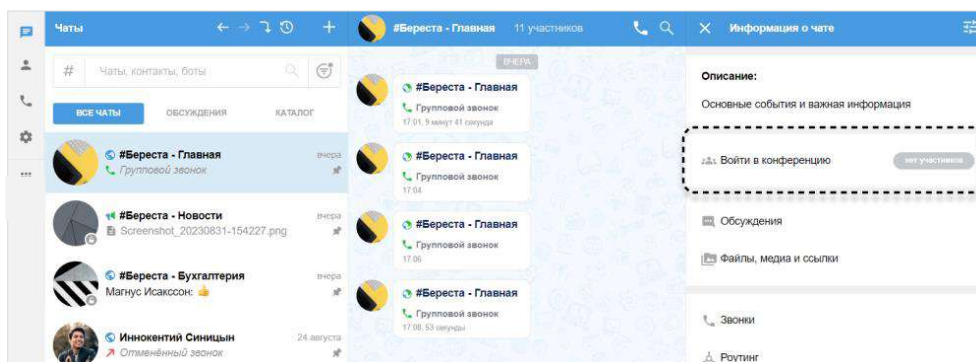 Чаты
#Береста - Главная 11 участников
Информация о чате
# Чаты, контакты, боты
ВСЕ ЧАТЫ ОБСУЖДЕНИЯ КАТАЛОГ
#Береста - Главная вчера
Групповой звонок
#Береста - Новости вчера
Screenshot_20230831-154227.png
#Береста - Бухгалтерия вчера
Магнус Исакссон: 👍
Иннокентий Синицын 24 августа
Отменённый звонок
ВЧЕРА
#Береста - Главная
Групповой звонок
17:01, 9 минут 41 секунда
#Береста - Главная
Групповой звонок
17:04
#Береста - Главная
Групповой звонок
17:06
#Береста - Главная
Групповой звонок
17:08, 53 секунды
Описание:
Основные события и важная информация
Войти в конференцию нет участников
Обсуждения
Файлы, медиа и ссылки
Звонки
Роутинг